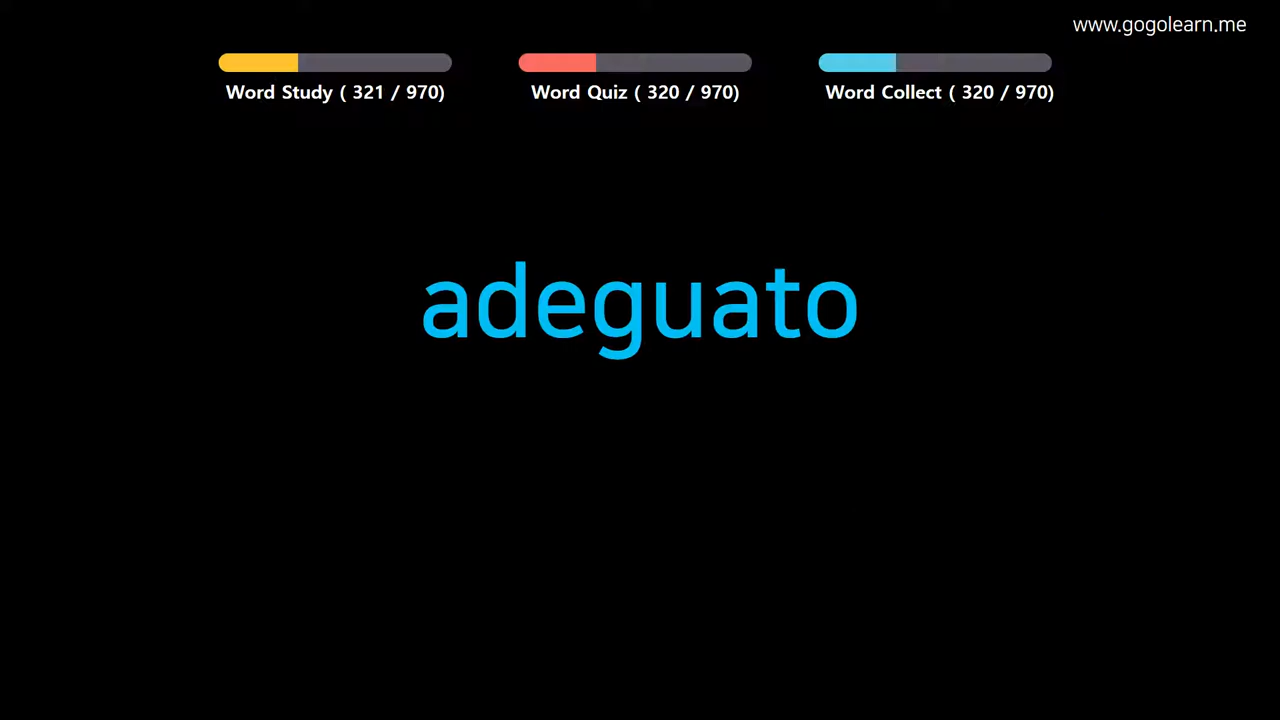 www.gogolearn.me
Word Study ( 321 / 970)
Word Quiz ( 320 / 970)
Word Collect ( 320 / 970)
adeguato